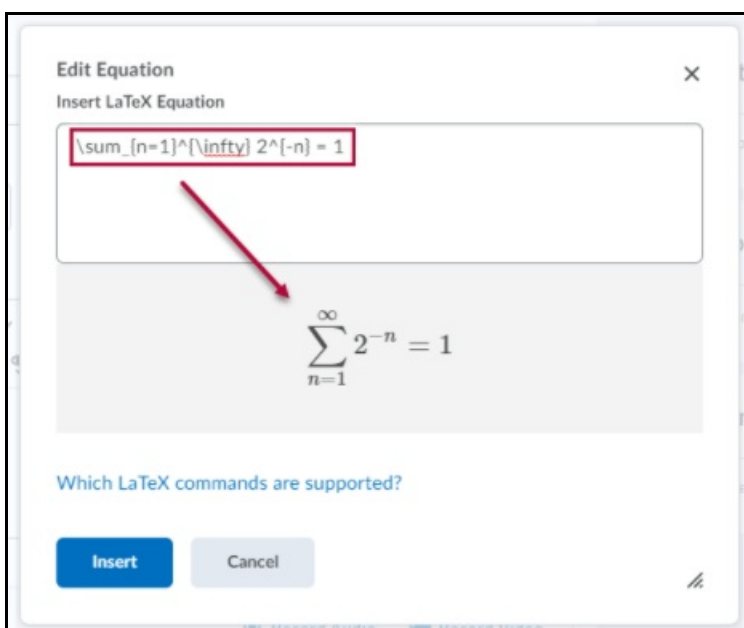 Edit Equation
Insert LaTeX Equation
\sum_{n=1}^{\infty} 2^{-n} = 1
∞
∑ 2⁻ⁿ = 1
n=1
Which LaTeX commands are supported?
Insert
Cancel